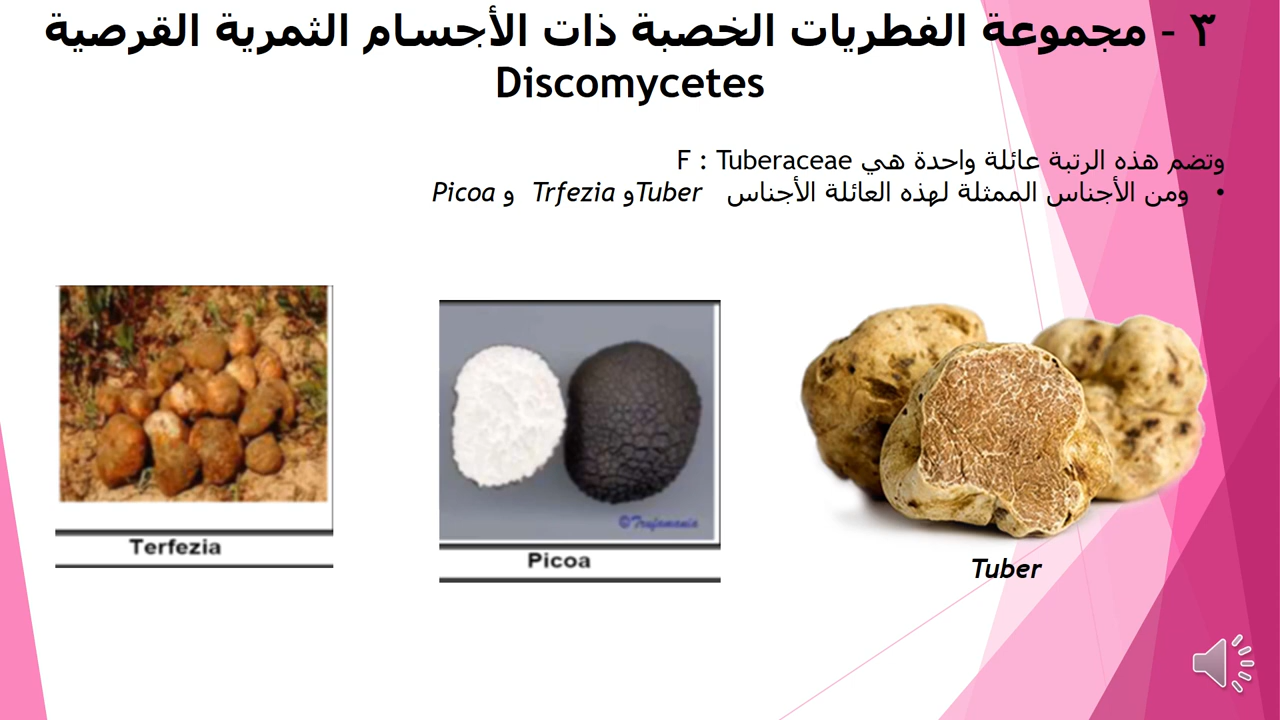 ٣ - مجموعة الفطريات الخصبة ذات الأجسام الثمرية القرصية
Discomycetes
وتضم هذه الرتبة عائلة واحدة هي F : Tuberaceae
• ومن الأجناس الممثلة لهذه العائلة الأجناس Tuberو Trfezia و Picoa
©Trufamania
Terfezia
Picoa
Tuber